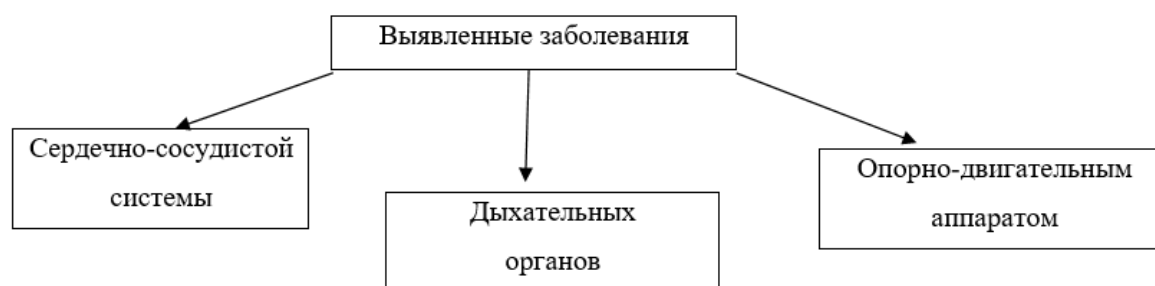 Выявленные заболевания
Сердечно-сосудистой
системы
Дыхательных
органов
Опорно-двигательным
аппаратом